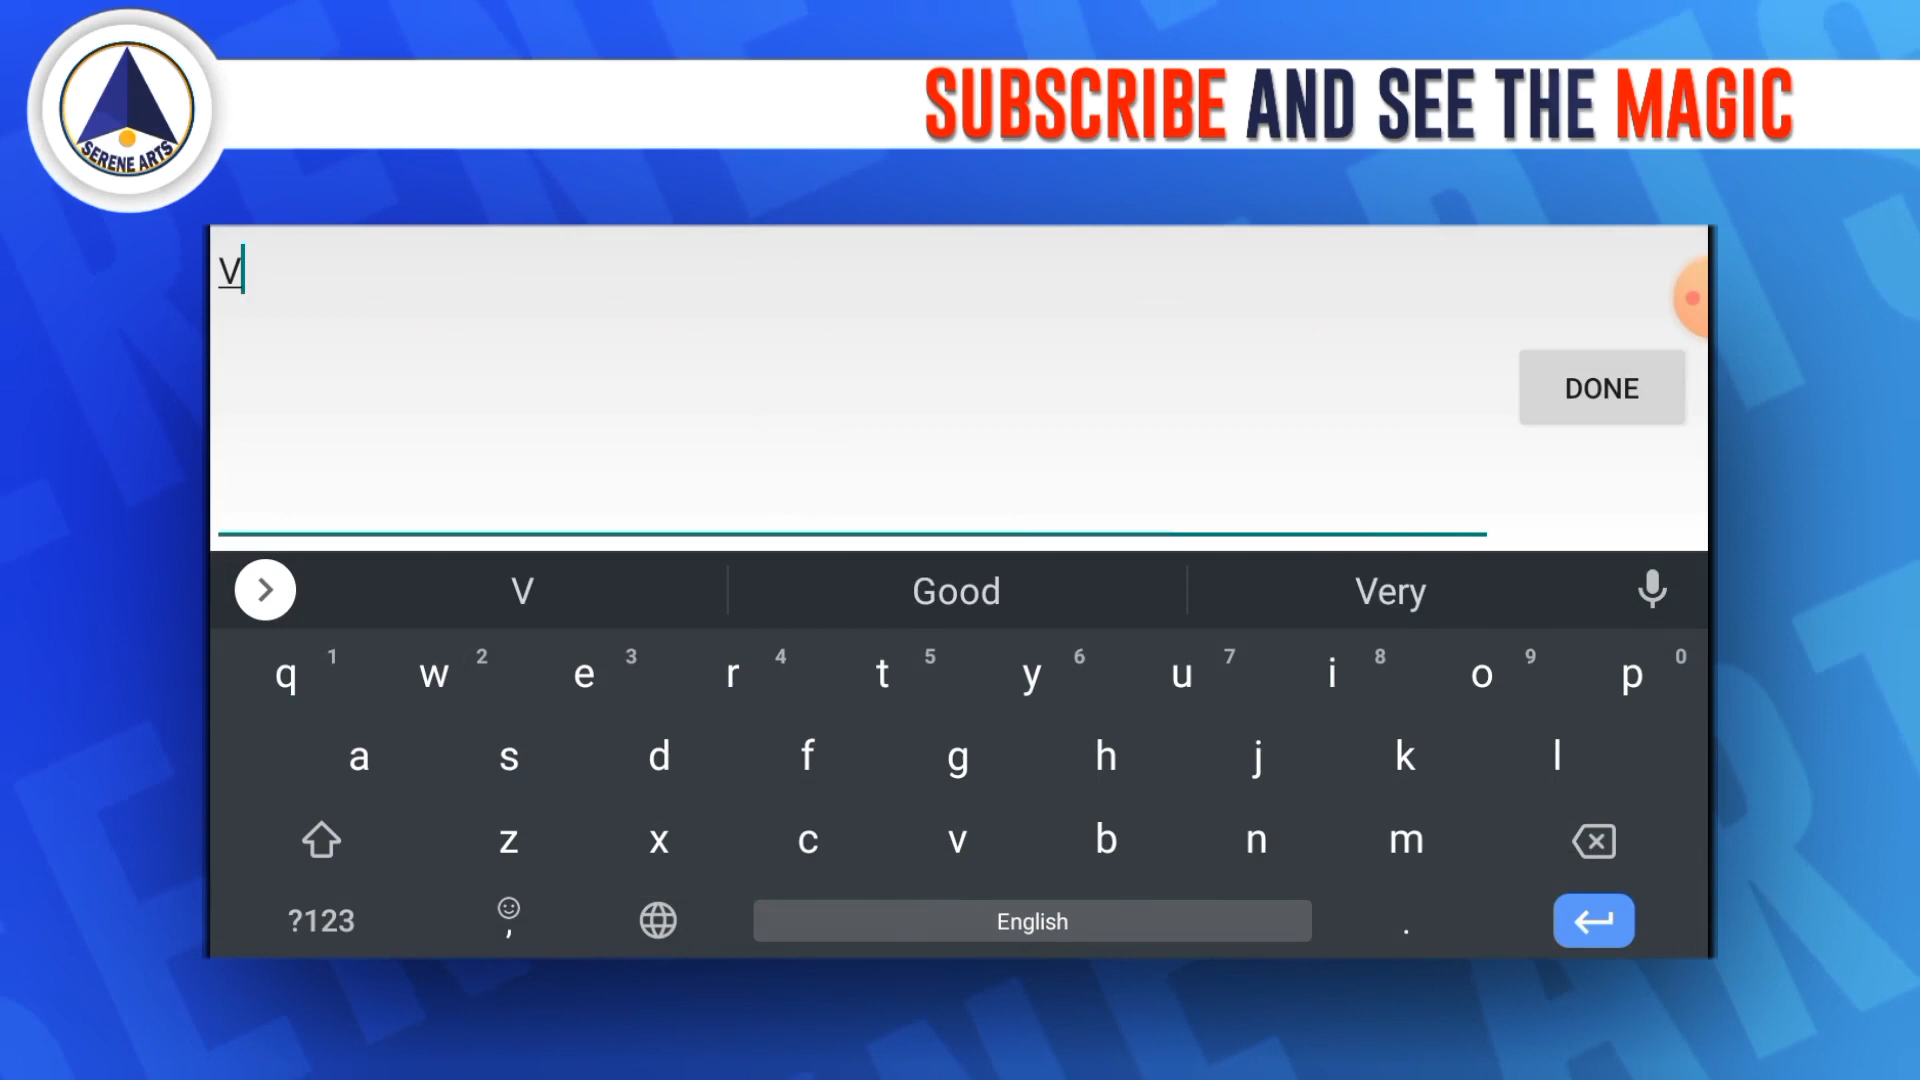 SUBSCRIBE AND SEE THE MAGIC
SERENE ARTS
V
DONE
V Good Very
q 1 w 2 e 3 r 4 t 5 y 6 u 7 i 8 o 9 p 0
a s d f g h j k l
z x c v b n m
?123 , English .